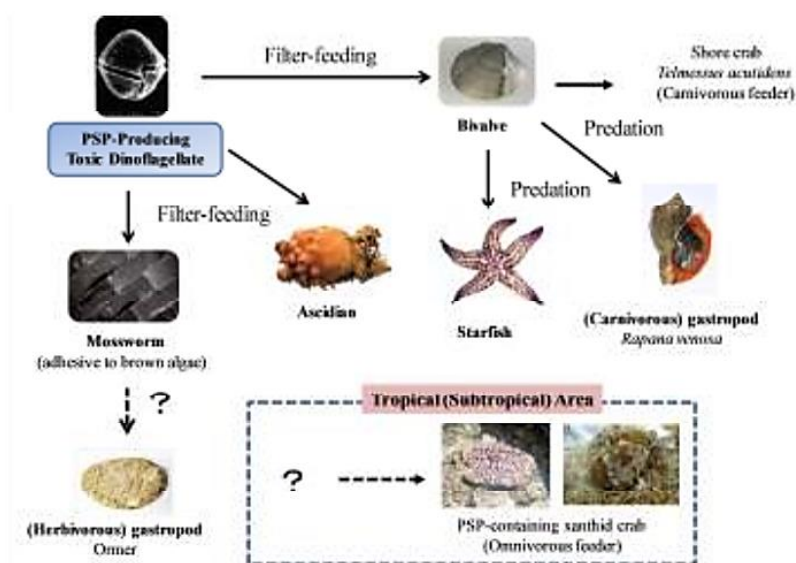 Filter-feeding
PSP-Producing
Toxic Dinoflagellate
Bivalve
Shore crab
Telmessus acutidens
(Carnivorous feeder)
Predation
Filter-feeding
Predation
Ascidian
Starfish
(Carnivorous) gastropod
Rapana venosa
Mossworm
(adhesive to brown algae)
?
(Herbivorous) gastropod
Ormer
Tropical (Subtropical) Area
?
PSP-containing xanthid crab
(Omnivorous feeder)